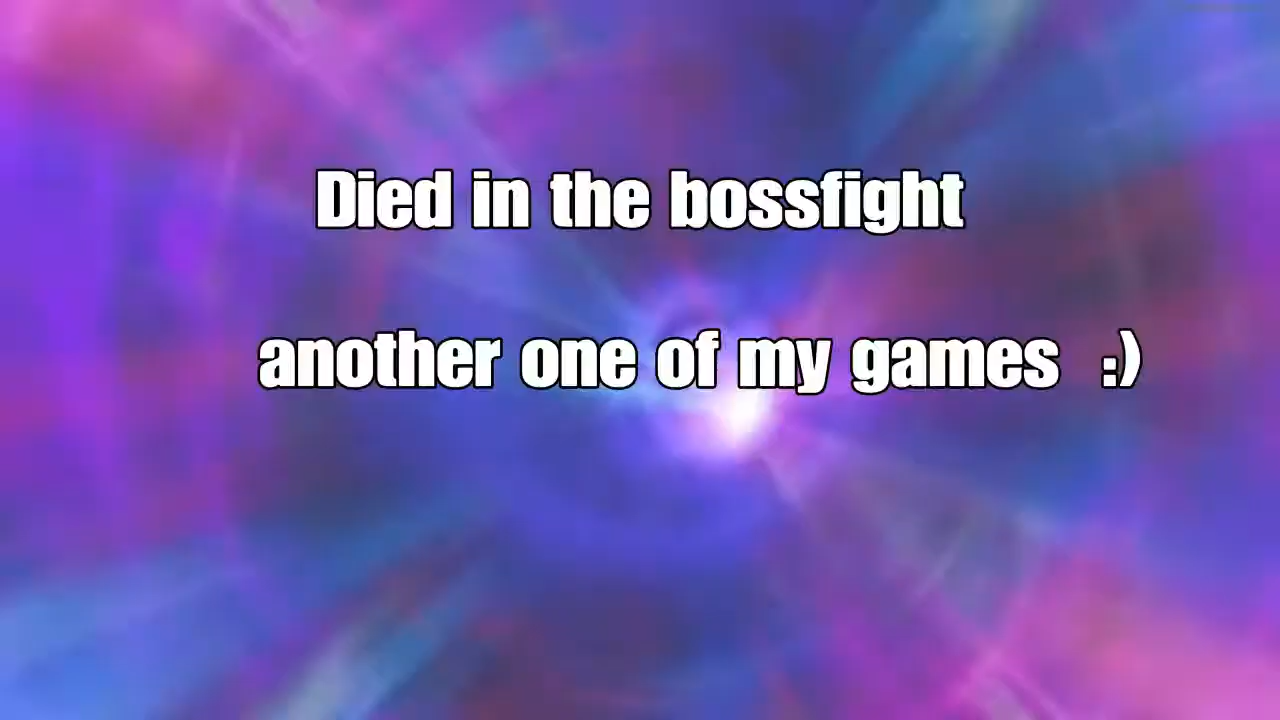 Died in the bossfight
another one of my games :)